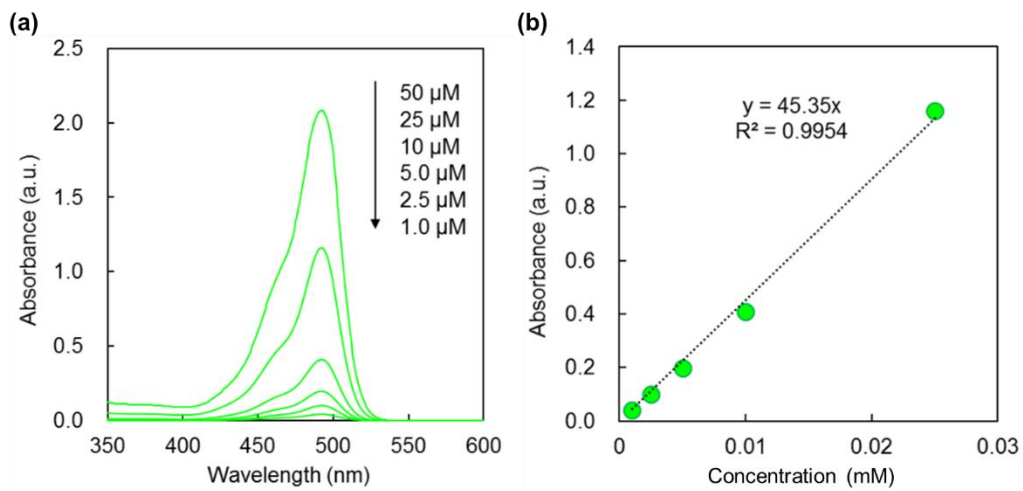 (a)
2.5
2.0
1.5
1.0
0.5
0.0
Absorbance (a.u.)
50 µM
25 µM
10 µM
5.0 µM
2.5 µM
1.0 µM
350
400
450
500
550
600
Wavelength (nm)
(b)
1.4
1.2
1.0
0.8
0.6
0.4
0.2
0.0
Absorbance (a.u.)
y = 45.35x
R² = 0.9954
0
0.01
0.02
0.03
Concentration (mM)